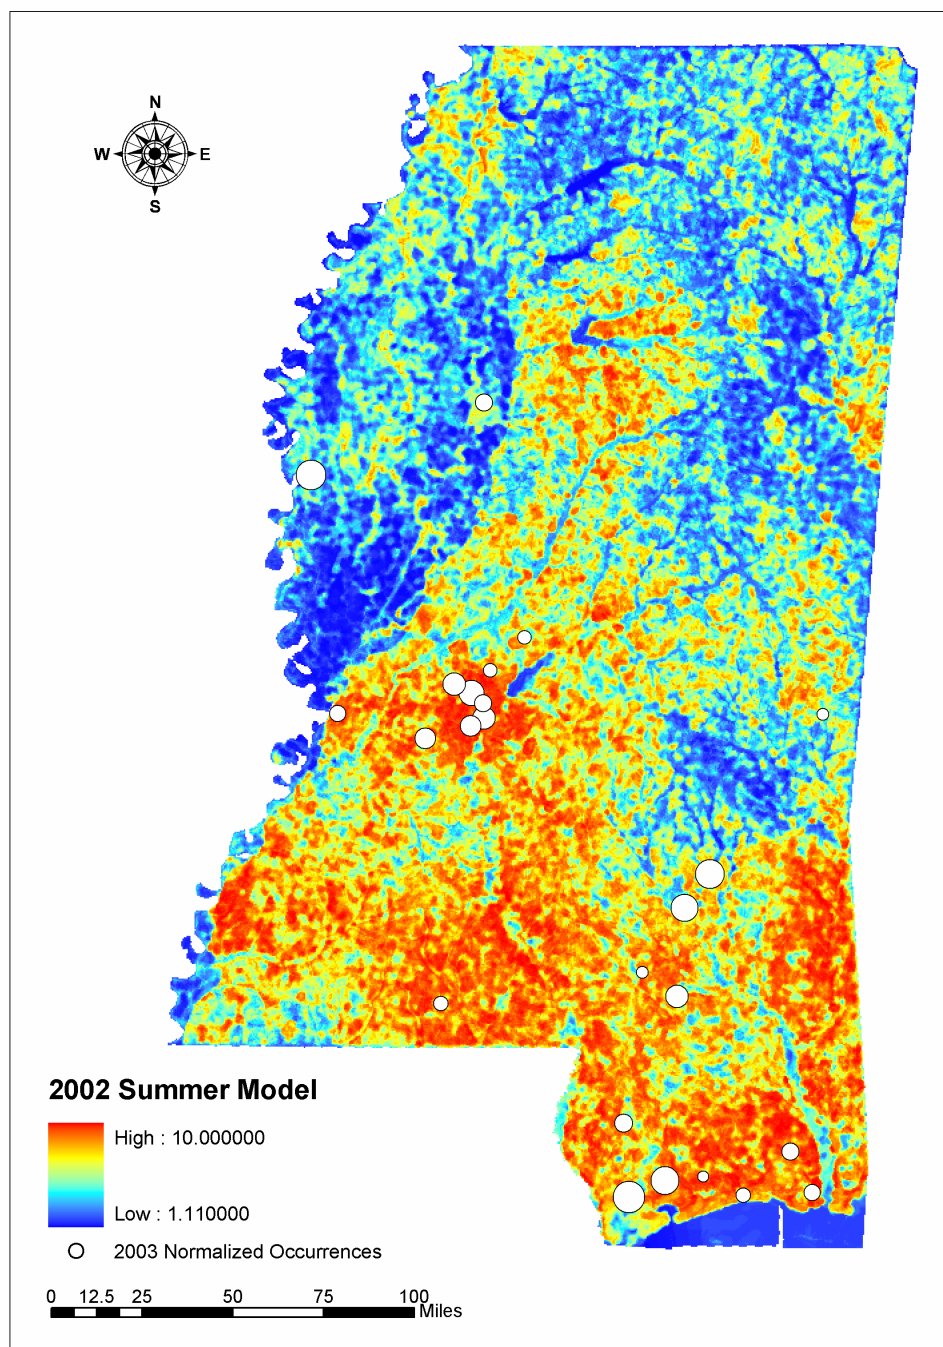 N
W E
S
2002 Summer Model
High : 10.000000
Low : 1.110000
2003 Normalized Occurrences
0 12.5 25 50 75 100
Miles